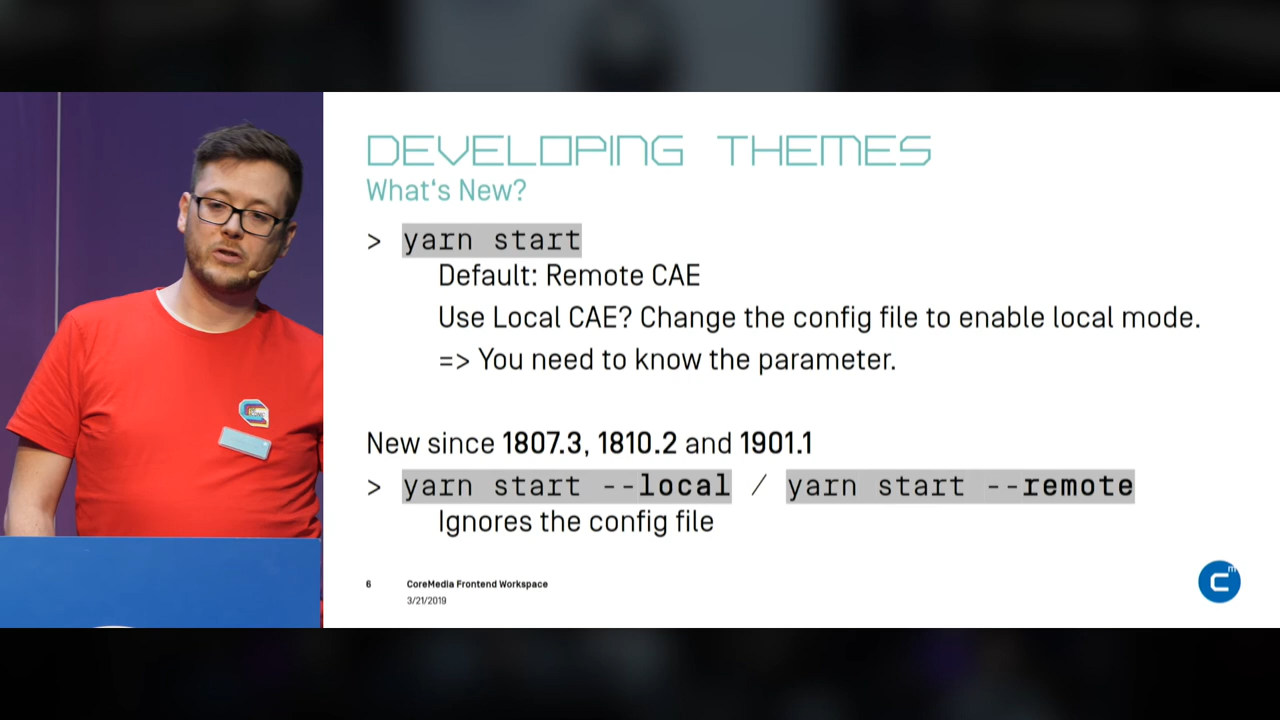 DEVELOPING THEMES
What‘s New?
> yarn start
Default: Remote CAE
Use Local CAE? Change the config file to enable local mode.
=> You need to know the parameter.
New since 1807.3, 1810.2 and 1901.1
> yarn start --local / yarn start --remote
Ignores the config file
6 CoreMedia Frontend Workspace
3/21/2019
Cm